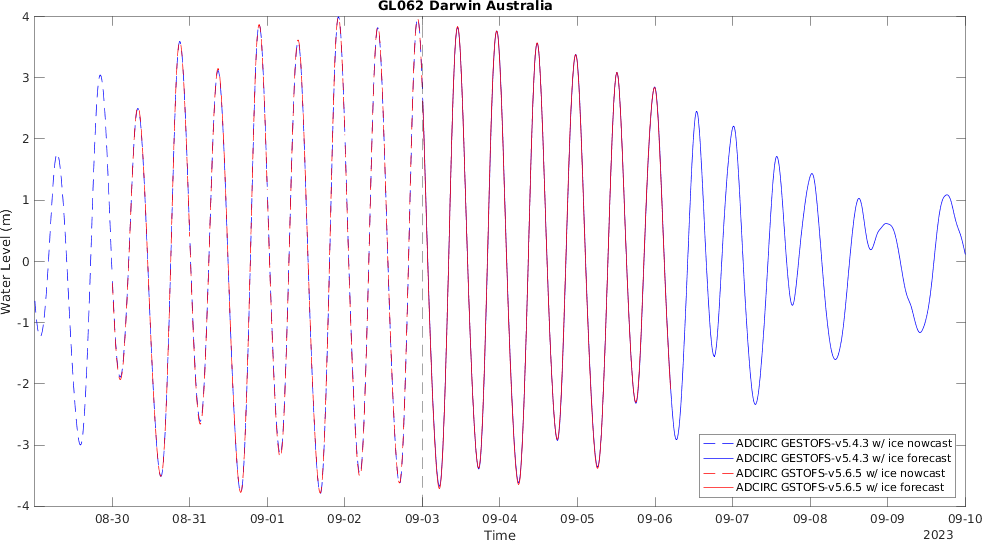 GL062 Darwin Australia
Water Level (m)
4
3
2
1
0
-1
-2
-3
-4
ADCIRC GESTOFS-v5.4.3 w/ ice nowcast
ADCIRC GESTOFS-v5.4.3 w/ ice forecast
ADCIRC GSTOFS-v5.6.5 w/ ice nowcast
ADCIRC GSTOFS-v5.6.5 w/ ice forecast
08-30 08-31 09-01 09-02 09-03 09-04 09-05 09-06 09-07 09-08 09-09 09-10
Time 2023